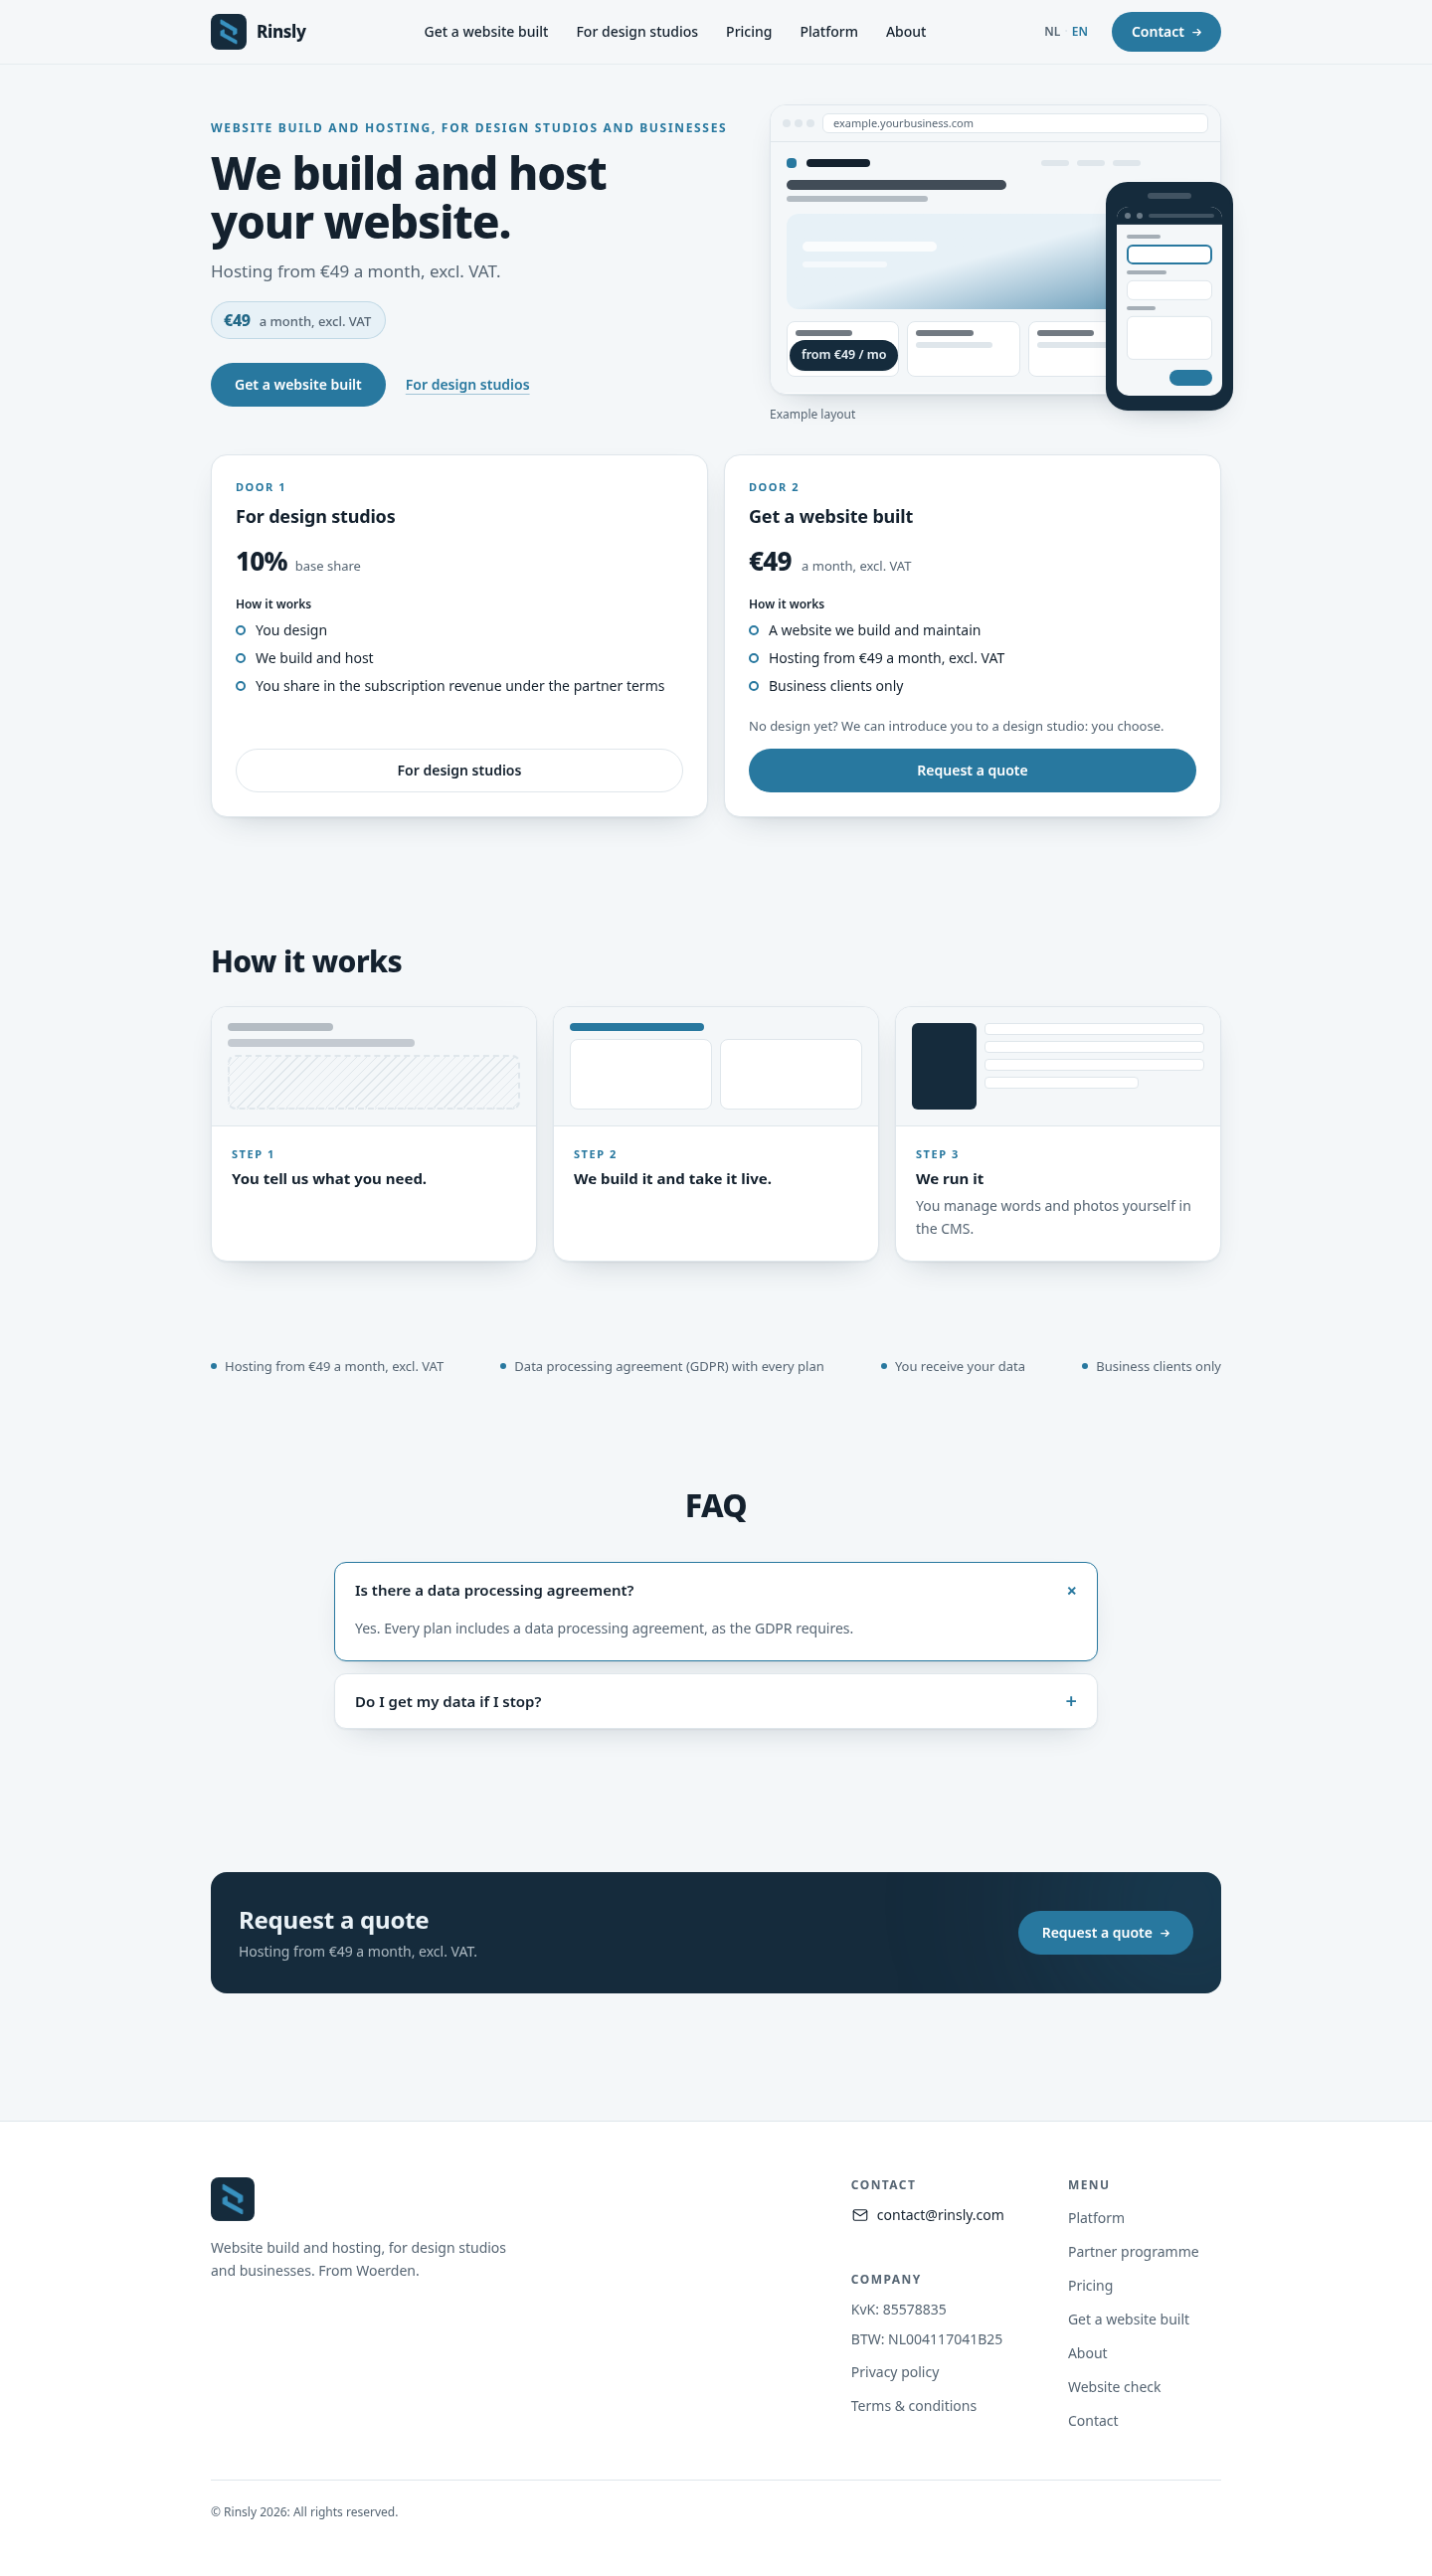 Rinsly
Get a website built
For design studios
Pricing
Platform
About
NL
EN
Contact →
WEBSITE BUILD AND HOSTING, FOR DESIGN STUDIOS AND BUSINESSES
We build and host
your website.
Hosting from €49 a month, excl. VAT.
€49 a month, excl. VAT
Get a website built
For design studios
example.yourbusiness.com
from €49 / mo
Example layout
DOOR 1
For design studios
10% base share
How it works
You design
We build and host
You share in the subscription revenue under the partner terms
For design studios
DOOR 2
Get a website built
€49 a month, excl. VAT
How it works
A website we build and maintain
Hosting from €49 a month, excl. VAT
Business clients only
No design yet? We can introduce you to a design studio: you choose.
Request a quote
How it works
STEP 1
You tell us what you need.
STEP 2
We build it and take it live.
STEP 3
We run it
You manage words and photos yourself in
the CMS.
Hosting from €49 a month, excl. VAT
Data processing agreement (GDPR) with every plan
You receive your data
Business clients only
FAQ
Is there a data processing agreement?
Yes. Every plan includes a data processing agreement, as the GDPR requires.
Do I get my data if I stop?
Request a quote
Hosting from €49 a month, excl. VAT.
Request a quote →
Website build and hosting, for design studios
and businesses. From Woerden.
CONTACT
contact@rinsly.com
COMPANY
KvK: 85578835
BTW: NL004117041B25
Privacy policy
Terms & conditions
MENU
Platform
Partner programme
Pricing
Get a website built
About
Website check
Contact
© Rinsly 2026: All rights reserved.